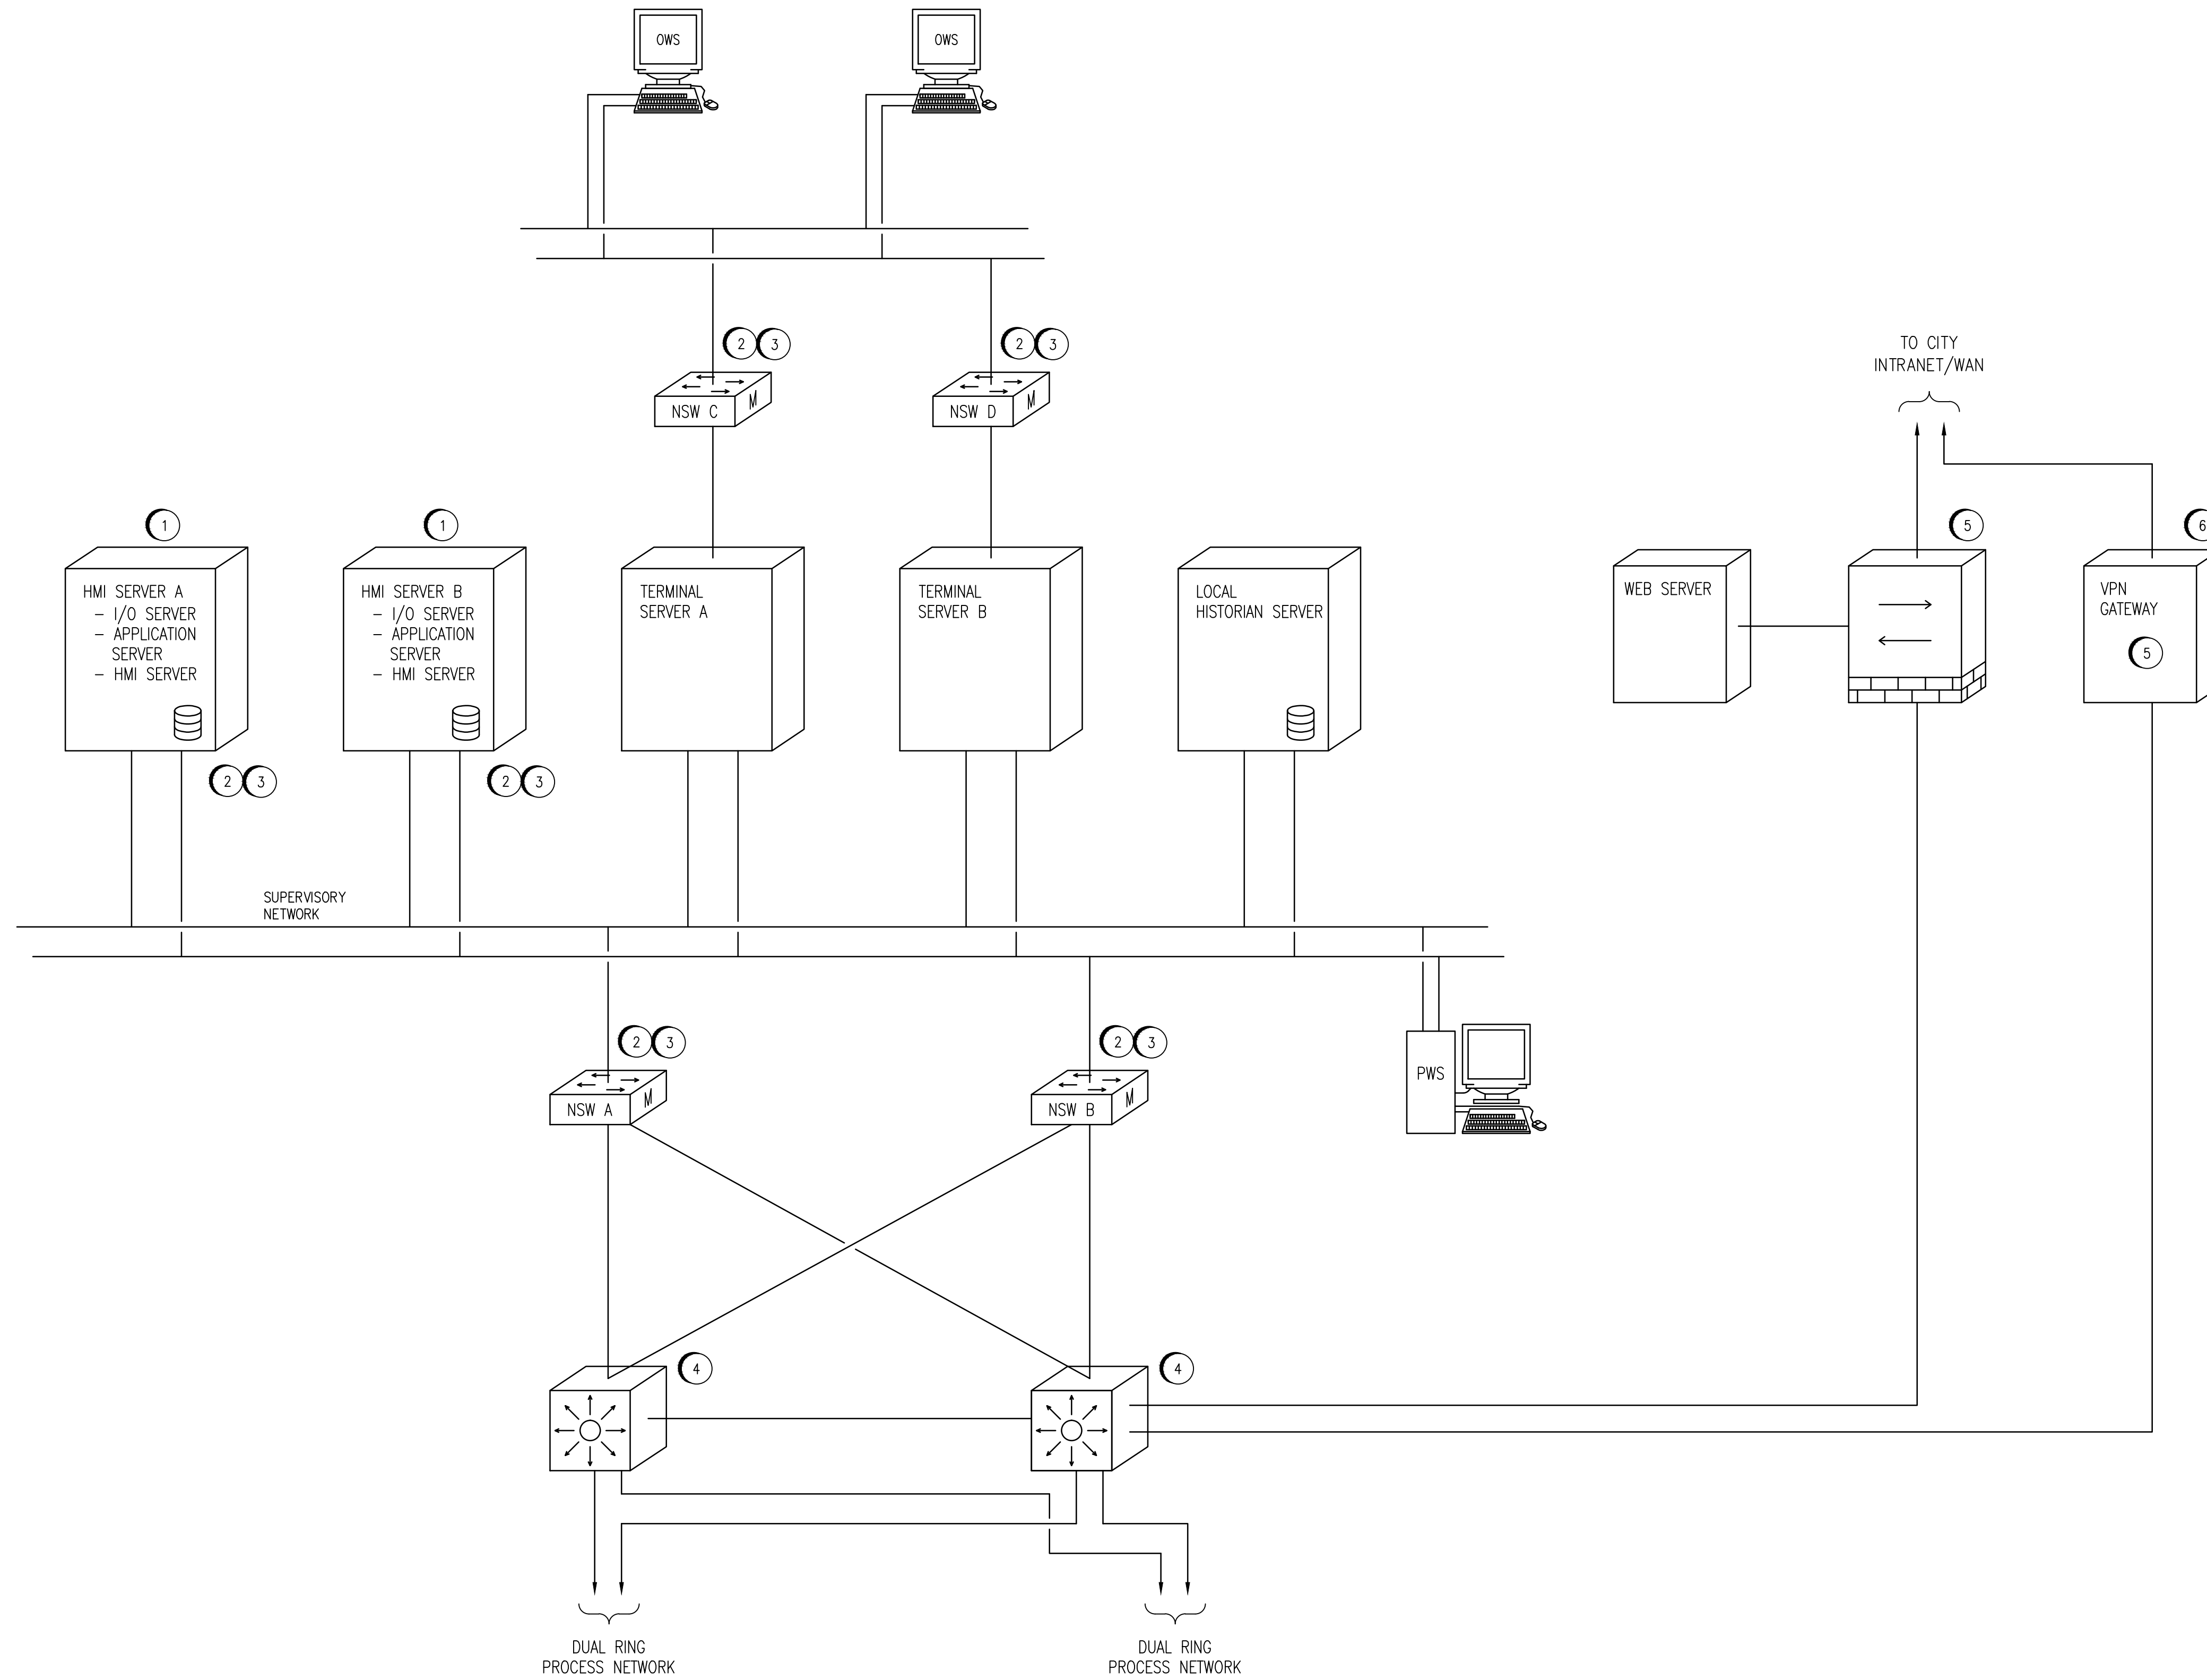 OWS
OWS
2 3
2 3
TO CITY
INTRANET/WAN
NSW C M
NSW D M
1
1
5
6
HMI SERVER A
- I/O SERVER
- APPLICATION
SERVER
- HMI SERVER
HMI SERVER B
- I/O SERVER
- APPLICATION
SERVER
- HMI SERVER
TERMINAL
SERVER A
TERMINAL
SERVER B
LOCAL
HISTORIAN SERVER
WEB SERVER
VPN
GATEWAY
5
2 3
2 3
SUPERVISORY
NETWORK
2 3
2 3
PWS
NSW A M
NSW B M
4
4
DUAL RING
PROCESS NETWORK
DUAL RING
PROCESS NETWORK